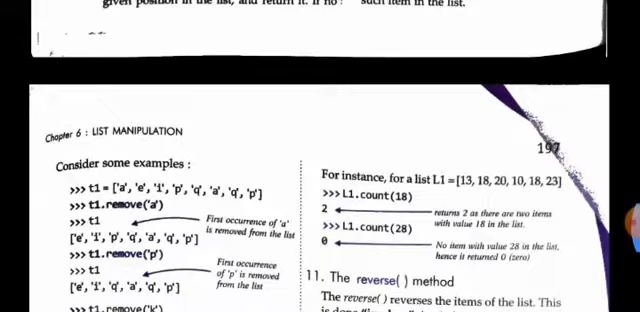 given position in the list, and return it. If no
such item in the list.
Chapter 6 : LIST MANIPULATION
197
Consider some examples :
>>> t1 = ['a', 'e', 'i', 'p', 'q', 'a', 'q', 'p']
>>> t1.remove('a')
>>> t1
First occurrence of 'a'
is removed from the list
['e', 'i', 'p', 'q', 'a', 'q', 'p']
>>> t1.remove('p')
>>> t1
First occurrence
of 'p' is removed
from the list
['e', 'i', 'q', 'a', 'q', 'p']
>>> t1.remove('k')
For instance, for a list L1 = [13, 18, 20, 10, 18, 23]
>>> L1.count(18)
2
returns 2 as there are two items
with value 18 in the list.
>>> L1.count(28)
0
No item with value 28 in the list,
hence it returned 0 (zero)
11. The reverse( ) method
The reverse( ) reverses the items of the list. This
is done